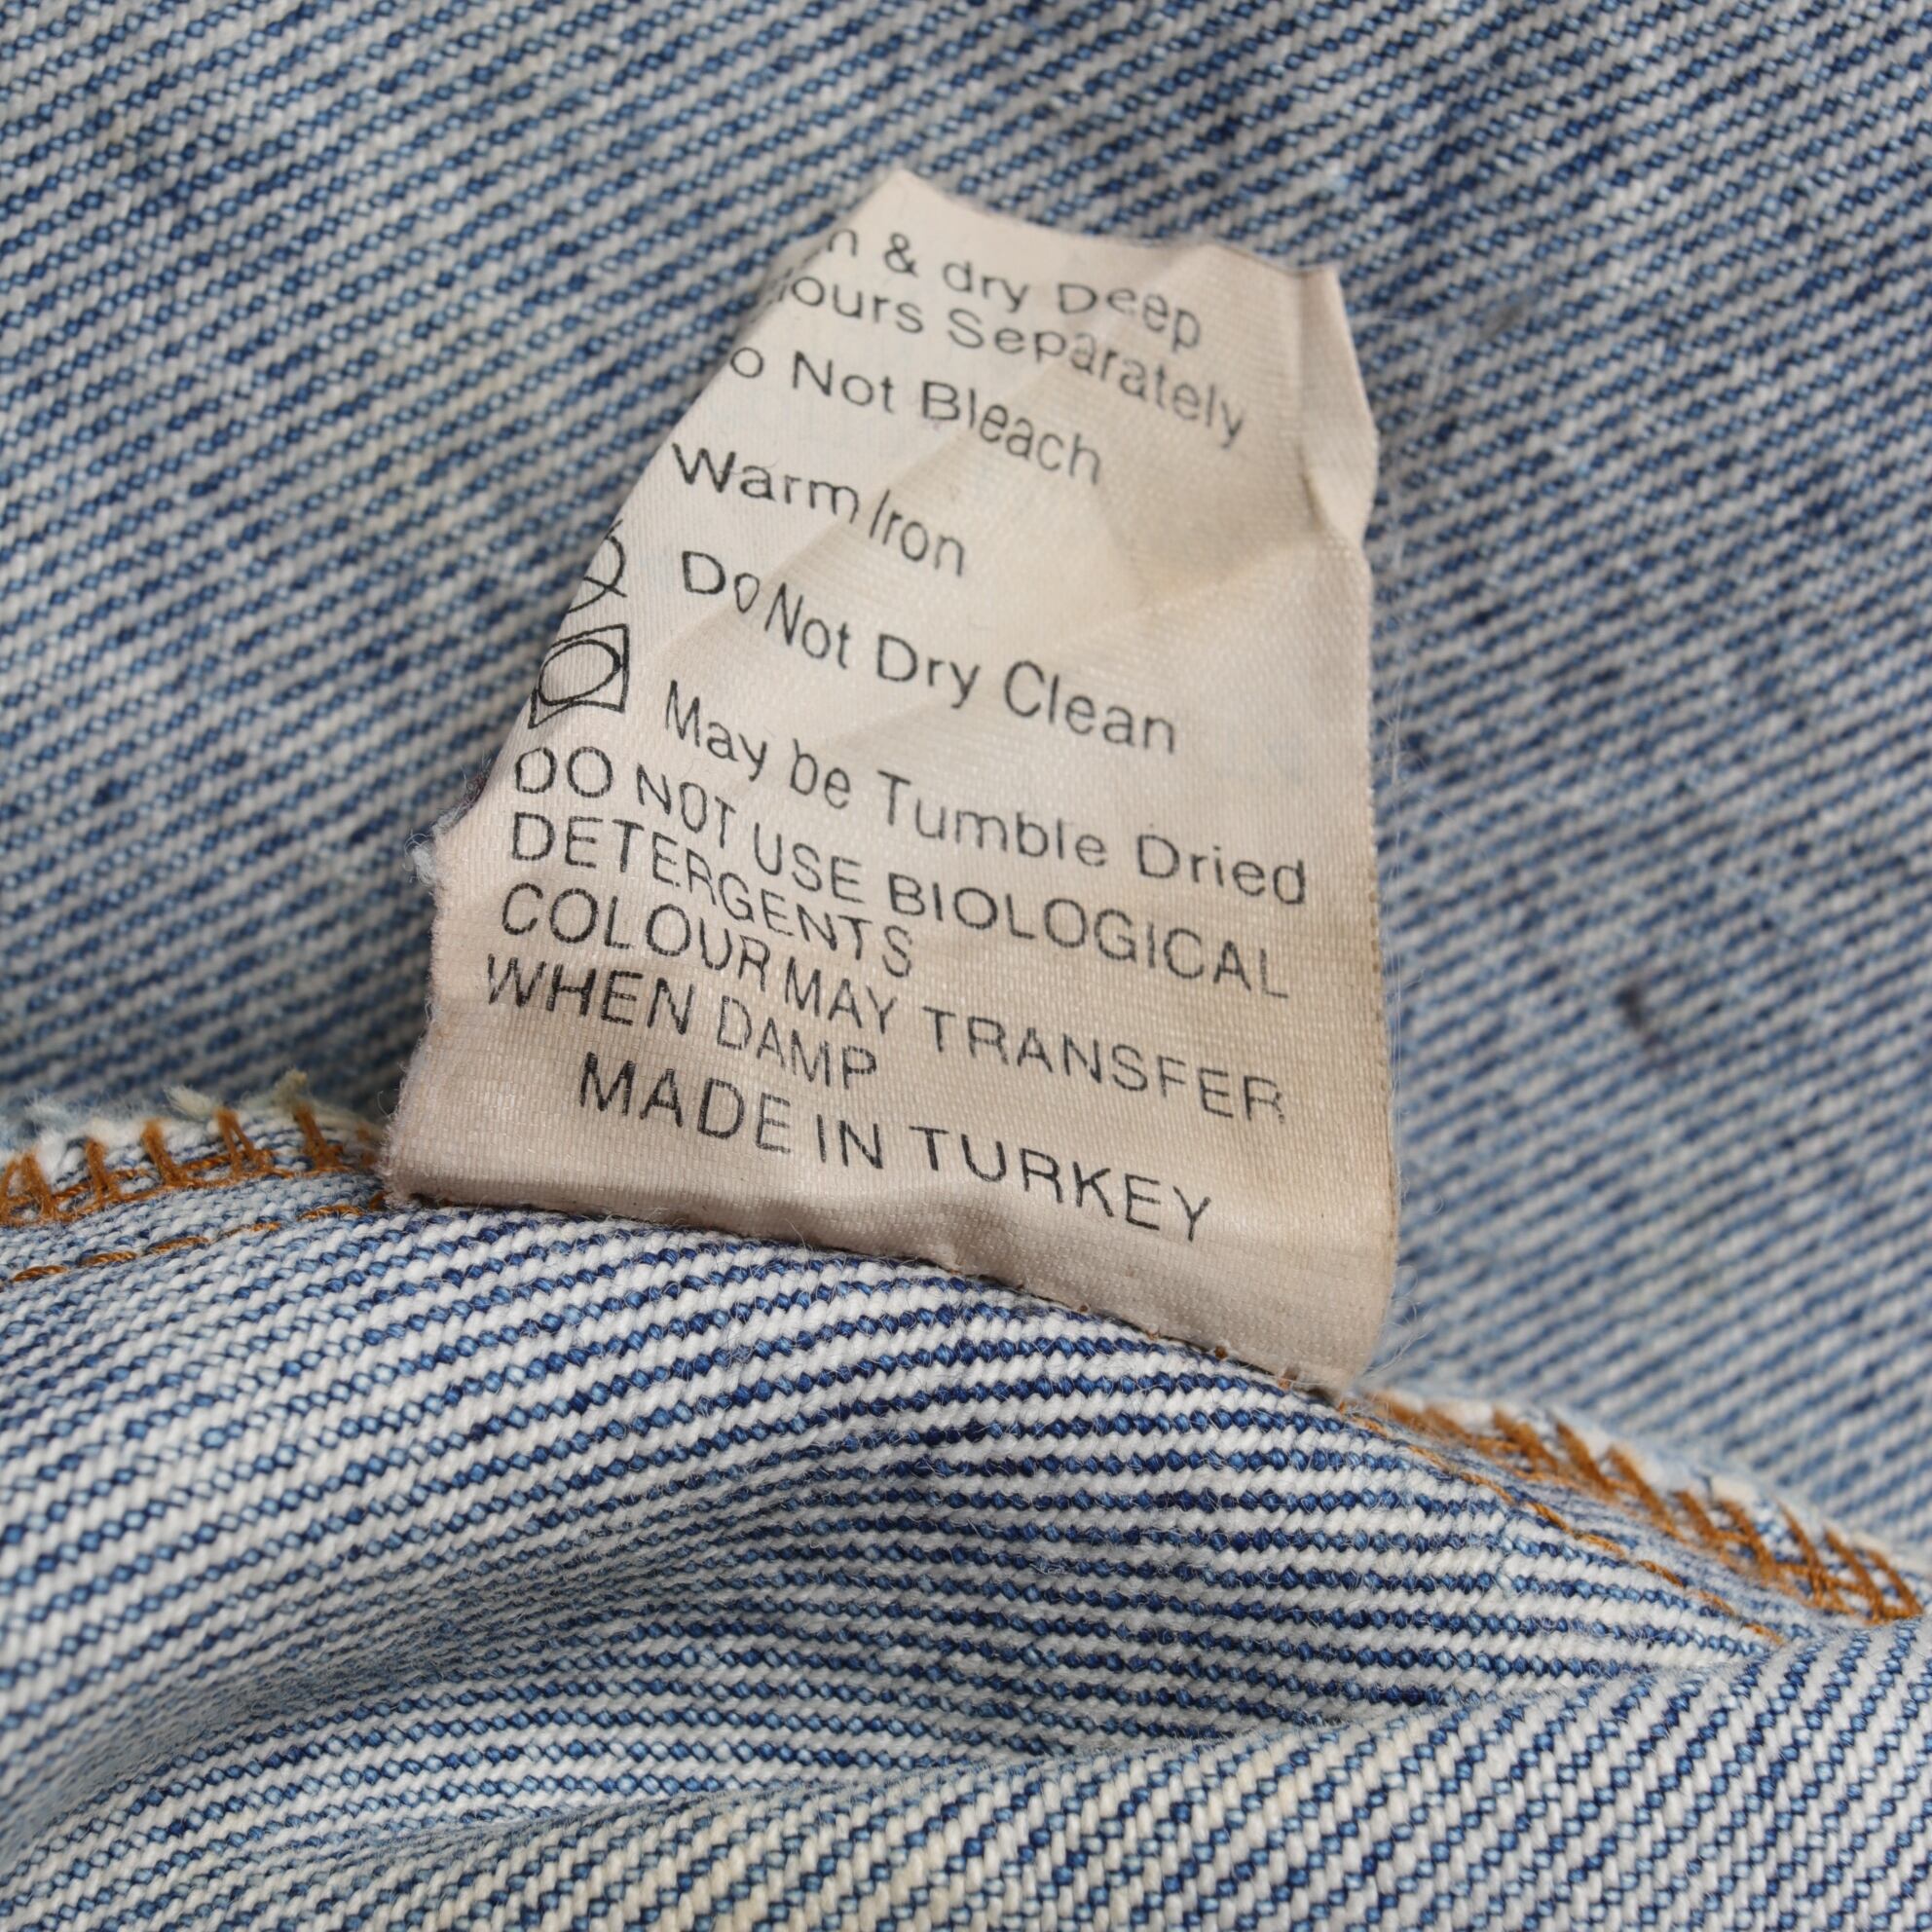 & dry Deep
ours Separately
o Not Bleach
Warm Iron
Do Not Dry Clean
May be Tumble Dried
DO NOT USE BIOLOGICAL
DETERGENTS
COLOUR MAY TRANSFER
WHEN DAMP
MADE IN TURKEY